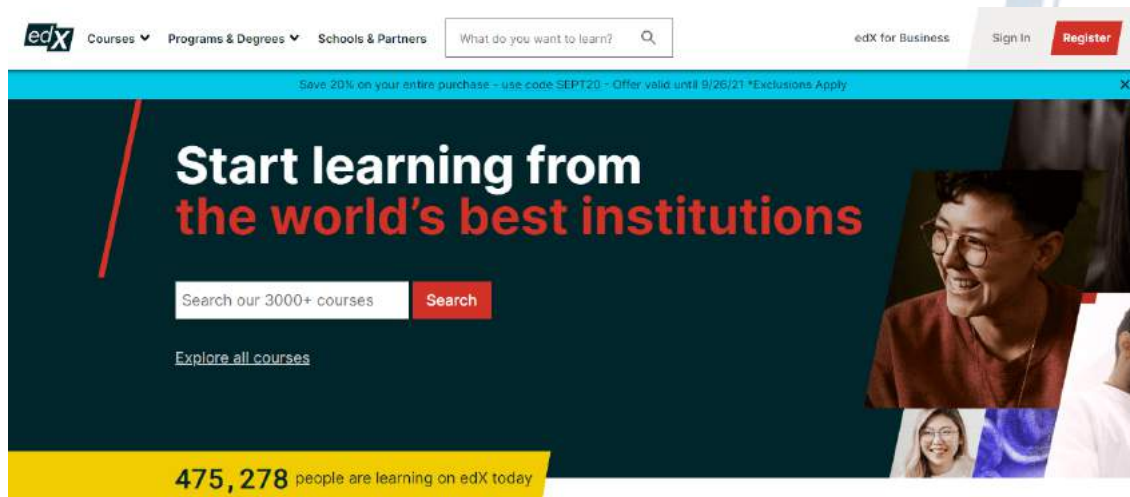 edX Courses Programs & Degrees Schools & Partners What do you want to learn? edX for Business Sign In Register
Save 20% on your entire purchase - use code SEPT20 - Offer valid until 9/26/21 *Exclusions Apply
Start learning from
the world's best institutions
Search our 3000+ courses Search
Explore all courses
475,278 people are learning on edX today